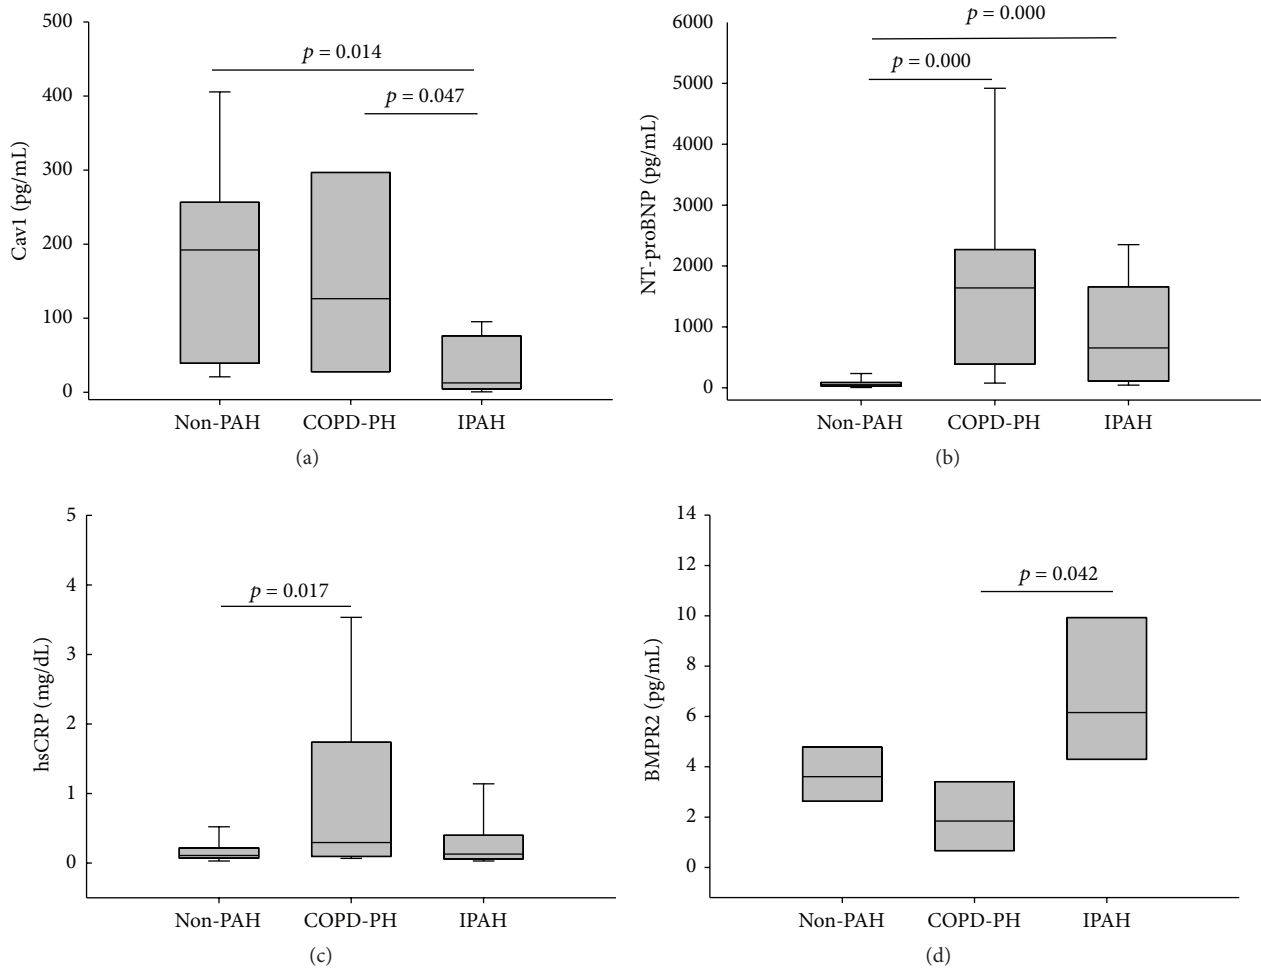 500
400
300
200
100
0
Cav1 (pg/mL)
p = 0.014
p = 0.047
Non-PAH COPD-PH IPAH
(a)
6000
5000
4000
3000
2000
2000
1000
0
NT-proBNP (pg/mL)
p = 0.000
p = 0.000
Non-PAH COPD-PH IPAH
(b)
5
4
3
2
1
0
hsCRP (mg/dL)
p = 0.017
Non-PAH COPD-PH IPAH
(c)
14
12
10
8
6
4
2
0
BMPR2 (pg/mL)
p = 0.042
Non-PAH COPD-PH IPAH
(d)